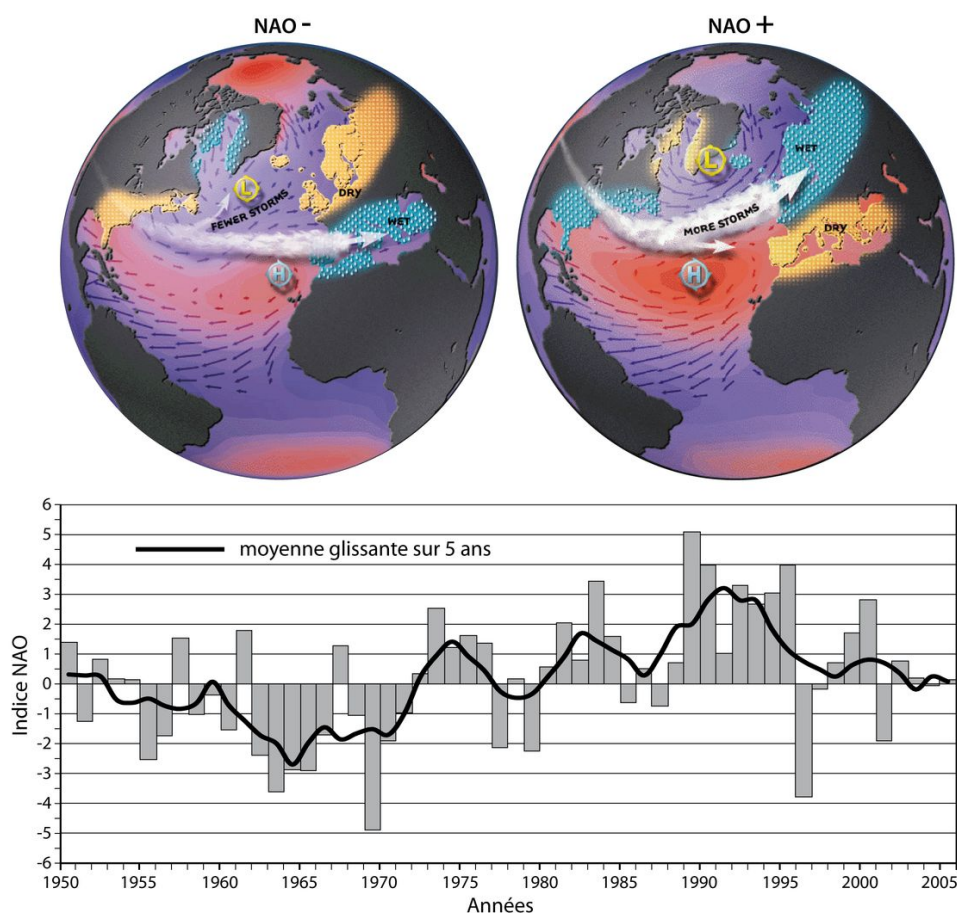 NAO -
NAO +
L
FEWER STORMS
DRY
WET
H
L
WET
MORE STORMS
DRY
H
6
5
4
3
2
1
0
-1
-2
-3
-4
-5
-6
Indice NAO
moyenne glissante sur 5 ans
1950 1955 1960 1965 1970 1975 1980 1985 1990 1995 2000 2005
Années